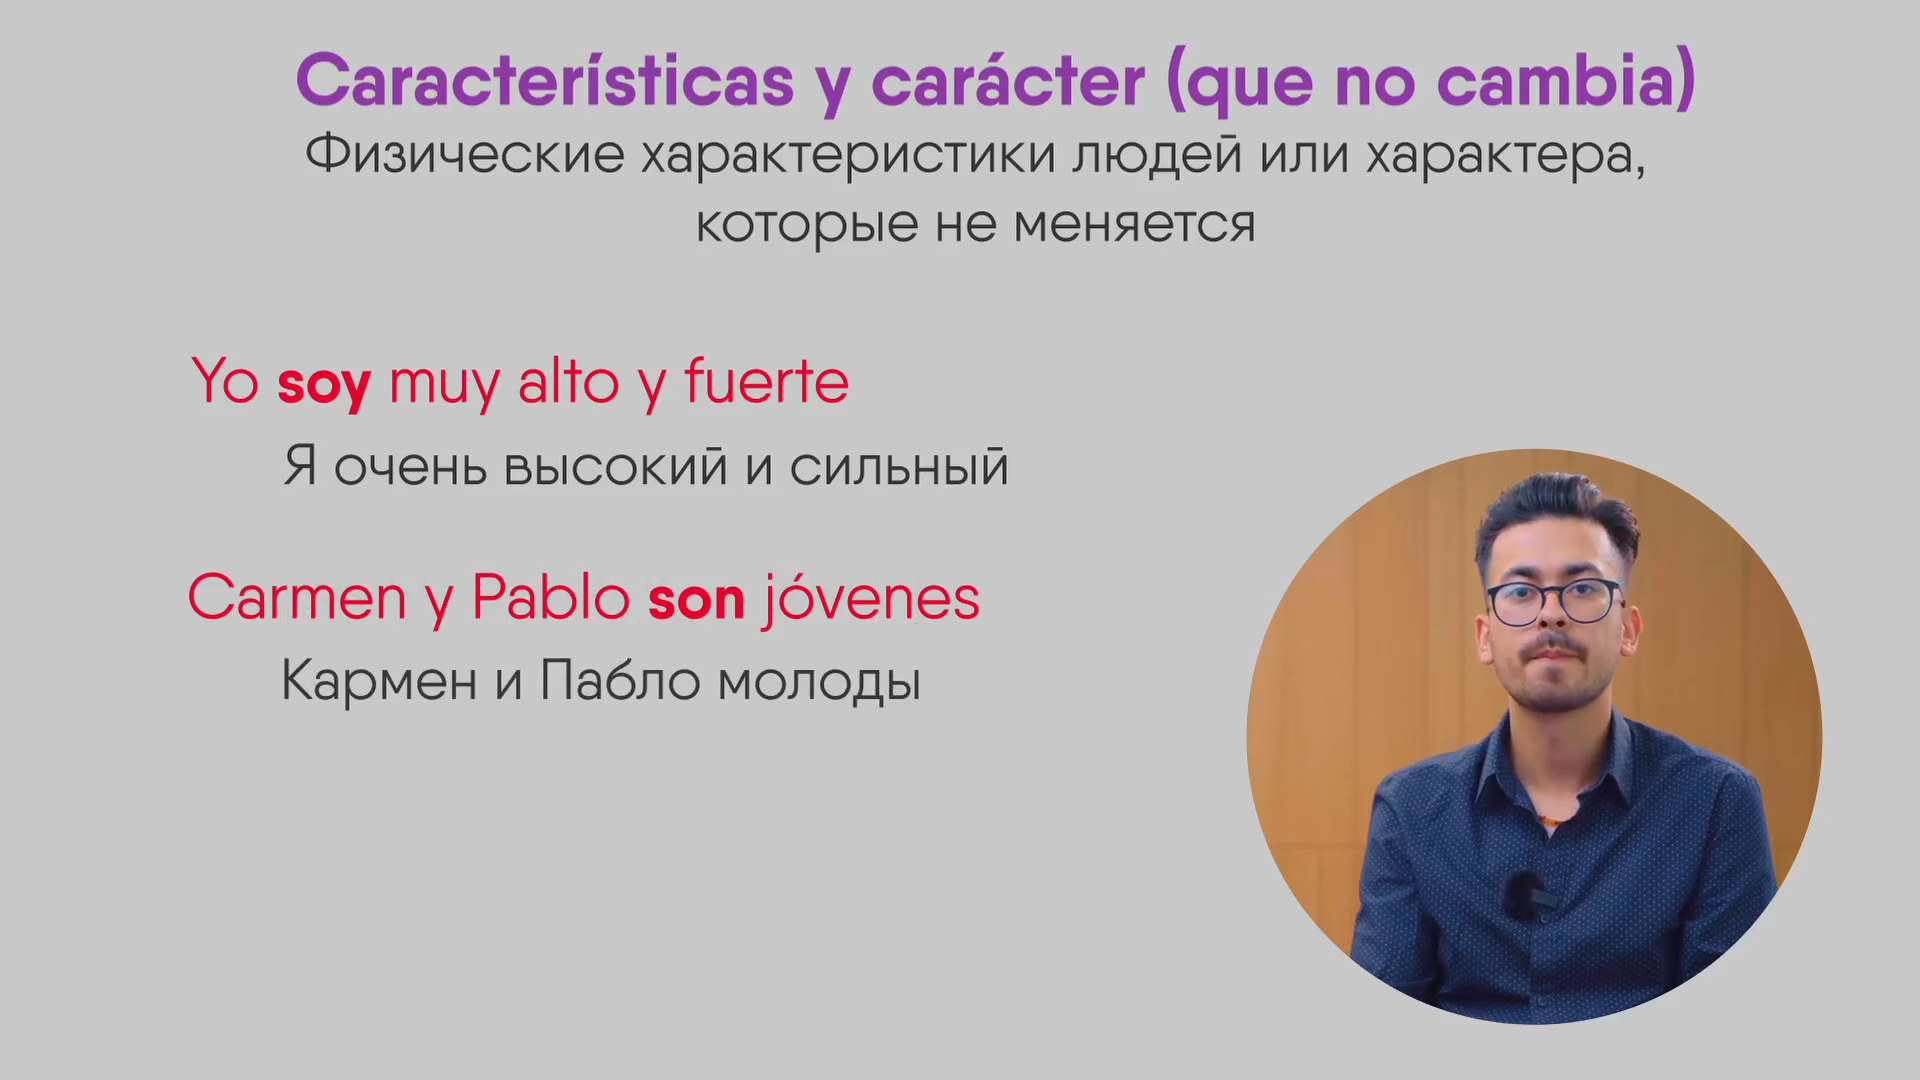 Características y carácter (que no cambia)
Физические характеристики людей или характера,
которые не меняется
Yo soy muy alto y fuerte
Я очень высокий и сильный
Carmen y Pablo son jóvenes
Кармен и Пабло молоды